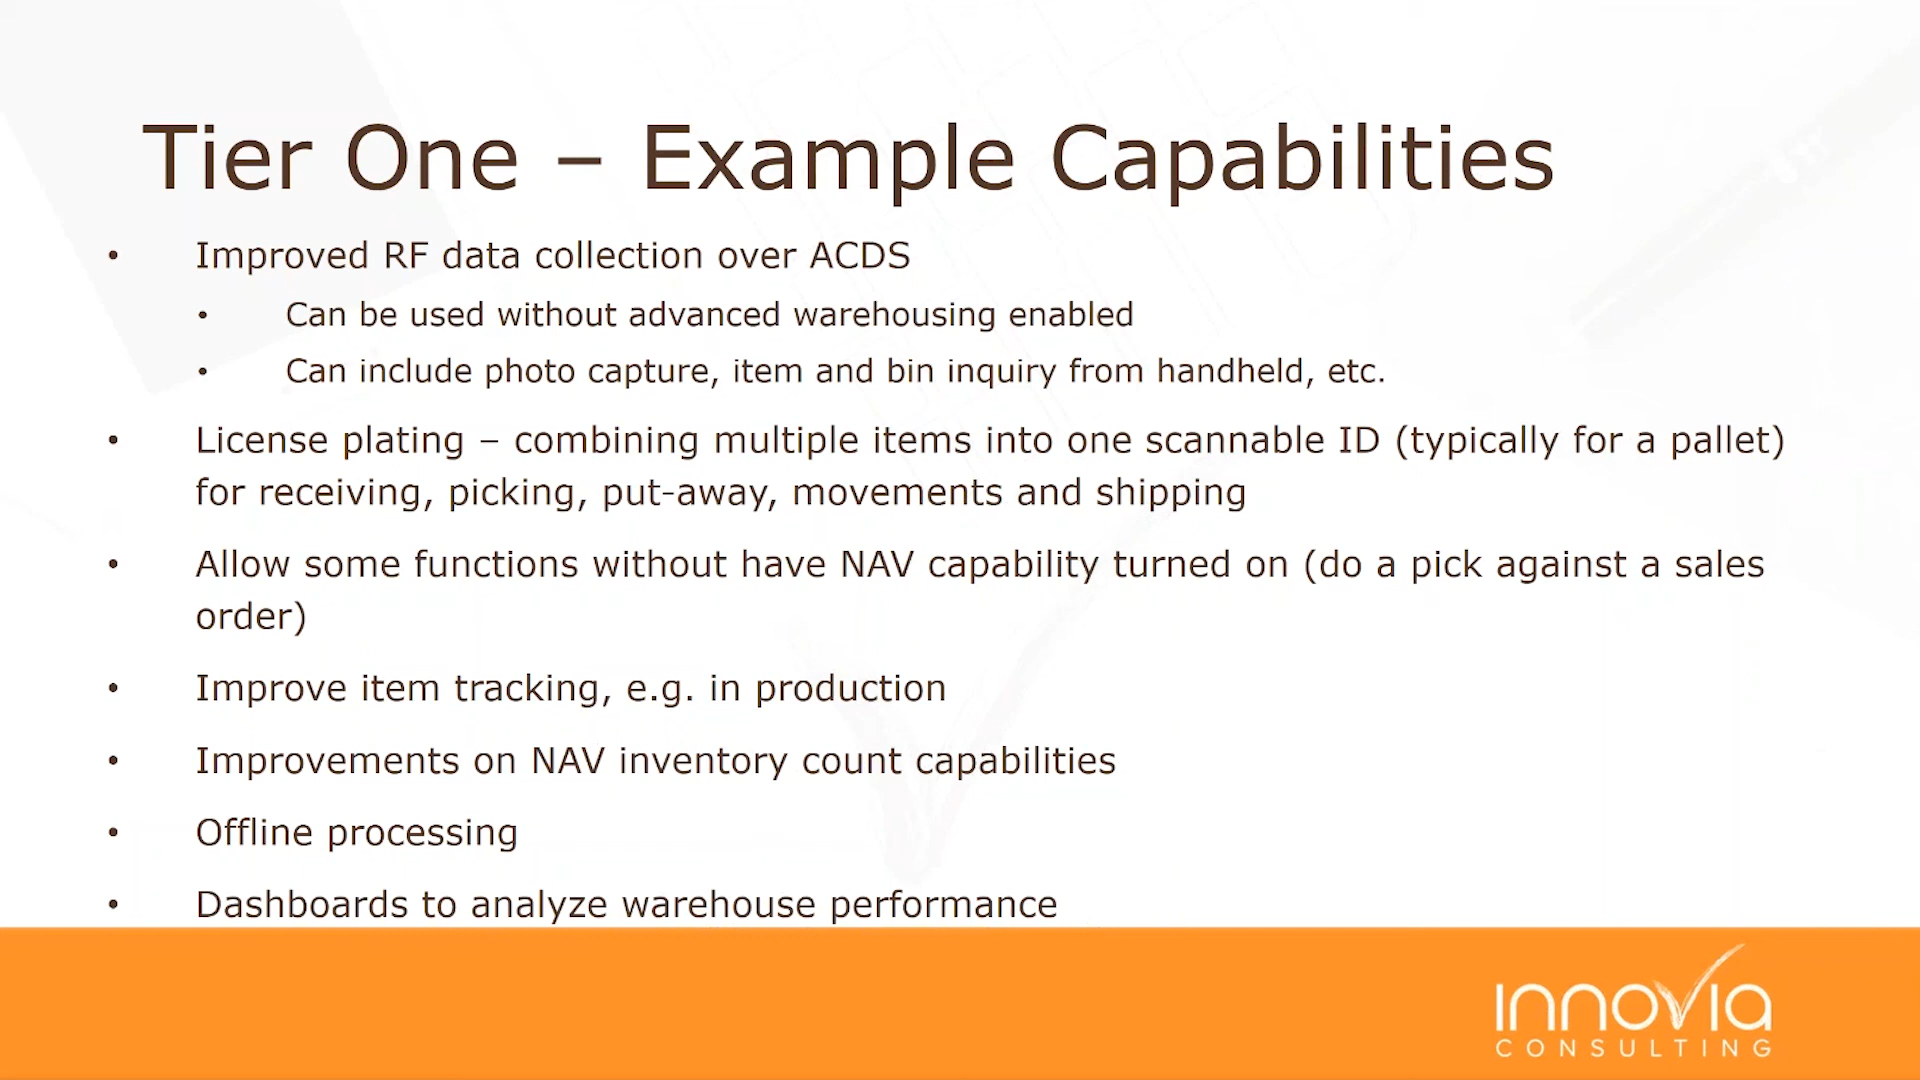 Tier One – Example Capabilities
• Improved RF data collection over ACDS
• Can be used without advanced warehousing enabled
• Can include photo capture, item and bin inquiry from handheld, etc.
• License plating – combining multiple items into one scannable ID (typically for a pallet)
for receiving, picking, put-away, movements and shipping
• Allow some functions without have NAV capability turned on (do a pick against a sales
order)
• Improve item tracking, e.g. in production
• Improvements on NAV inventory count capabilities
• Offline processing
• Dashboards to analyze warehouse performance
innovia
CONSULTING